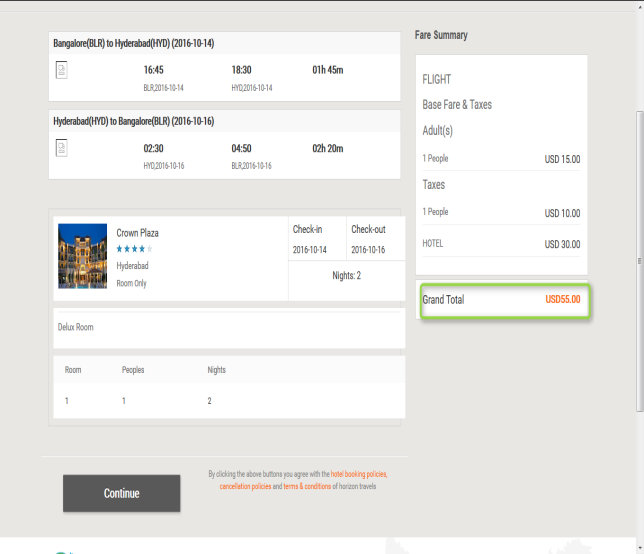 Fare Summary
Bangalore(BLR) to Hyderabad(HYD) (2016-10-14)
16:45 18:30 01h 45m
BLR,2016-10-14 HYD,2016-10-14
Hyderabad(HYD) to Bangalore(BLR) (2016-10-16)
02:30 04:50 02h 20m
HYD,2016-10-16 BLR,2016-10-16
FLIGHT
Base Fare & Taxes
Adult(s)
1 People USD 15.00
Taxes
1 People USD 10.00
HOTEL USD 30.00
Grand Total USD55.00
Crown Plaza
Hyderabad
Room Only
Check-in Check-out
2016-10-14 2016-10-16
Nights: 2
Delux Room
Room Peoples Nights
1 1 2
Continue
By clicking the above buttons you agree with the hotel booking policies,
cancellation policies and terms & conditions of horizon travels